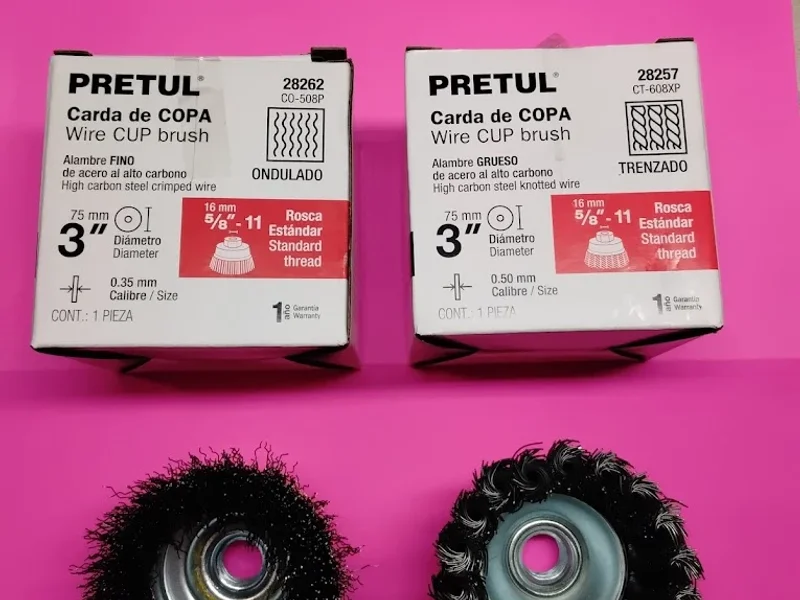 PRETUL®
28262
CO-508P
Carda de COPA
Wire CUP brush
Alambre FINO
de acero al alto carbono
High carbon steel crimped wire
ONDULADO
75 mm
3"
Diámetro
Diameter
16 mm
5/8" - 11
Rosca
Estándar
Standard
thread
0.35 mm
Calibre / Size
CONT.: 1 PIEZA
1 año Garantía
Warranty
PRETUL®
28257
CT-608XP
Carda de COPA
Wire CUP brush
Alambre GRUESO
de acero al alto carbono
High carbon steel knotted wire
TRENZADO
75 mm
3"
Diámetro
Diameter
16 mm
5/8" - 11
Rosca
Estándar
Standard
thread
0.50 mm
Calibre / Size
CONT.: 1 PIEZA
1 año Garantía
Warranty